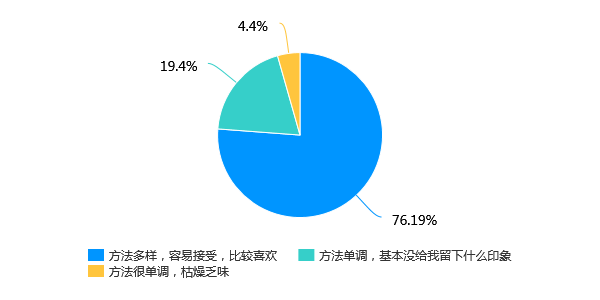 4.4%
19.4%
76.19%
方法多样，容易接受，比较喜欢
方法单调，基本没给我留下什么印象
方法很单调，枯燥乏味